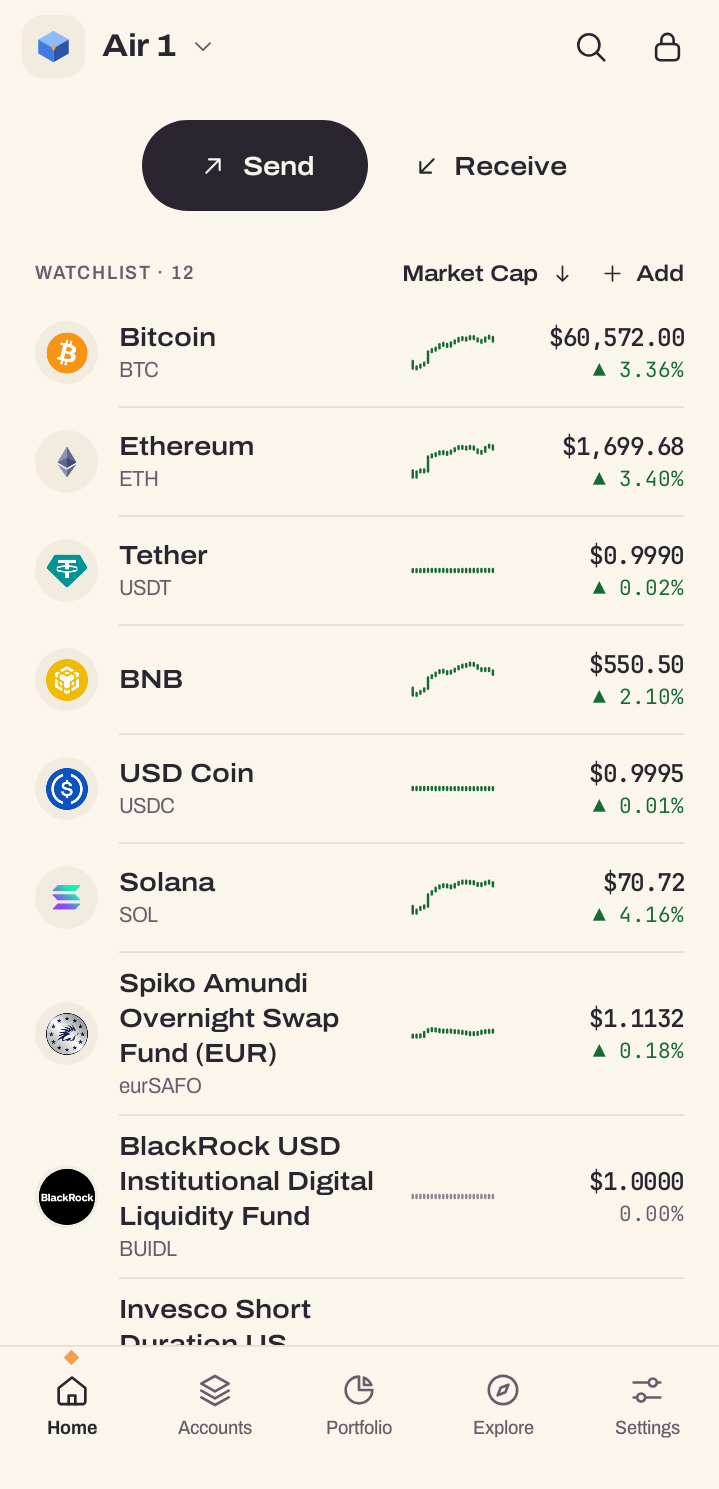 Air 1
Send
Receive
WATCHLIST · 12
Market Cap ↓
+ Add
Bitcoin
BTC
$60,572.00
▲ 3.36%
Ethereum
ETH
$1,699.68
▲ 3.40%
Tether
USDT
$0.9990
▲ 0.02%
BNB
$550.50
▲ 2.10%
USD Coin
USDC
$0.9995
▲ 0.01%
Solana
SOL
$70.72
▲ 4.16%
Spiko Amundi
Overnight Swap
Fund (EUR)
eurSAFO
$1.1132
▲ 0.18%
BlackRock
BlackRock USD
Institutional Digital
Liquidity Fund
BUIDL
$1.0000
0.00%
Invesco Short
Duration US
Home
Accounts
Portfolio
Explore
Settings